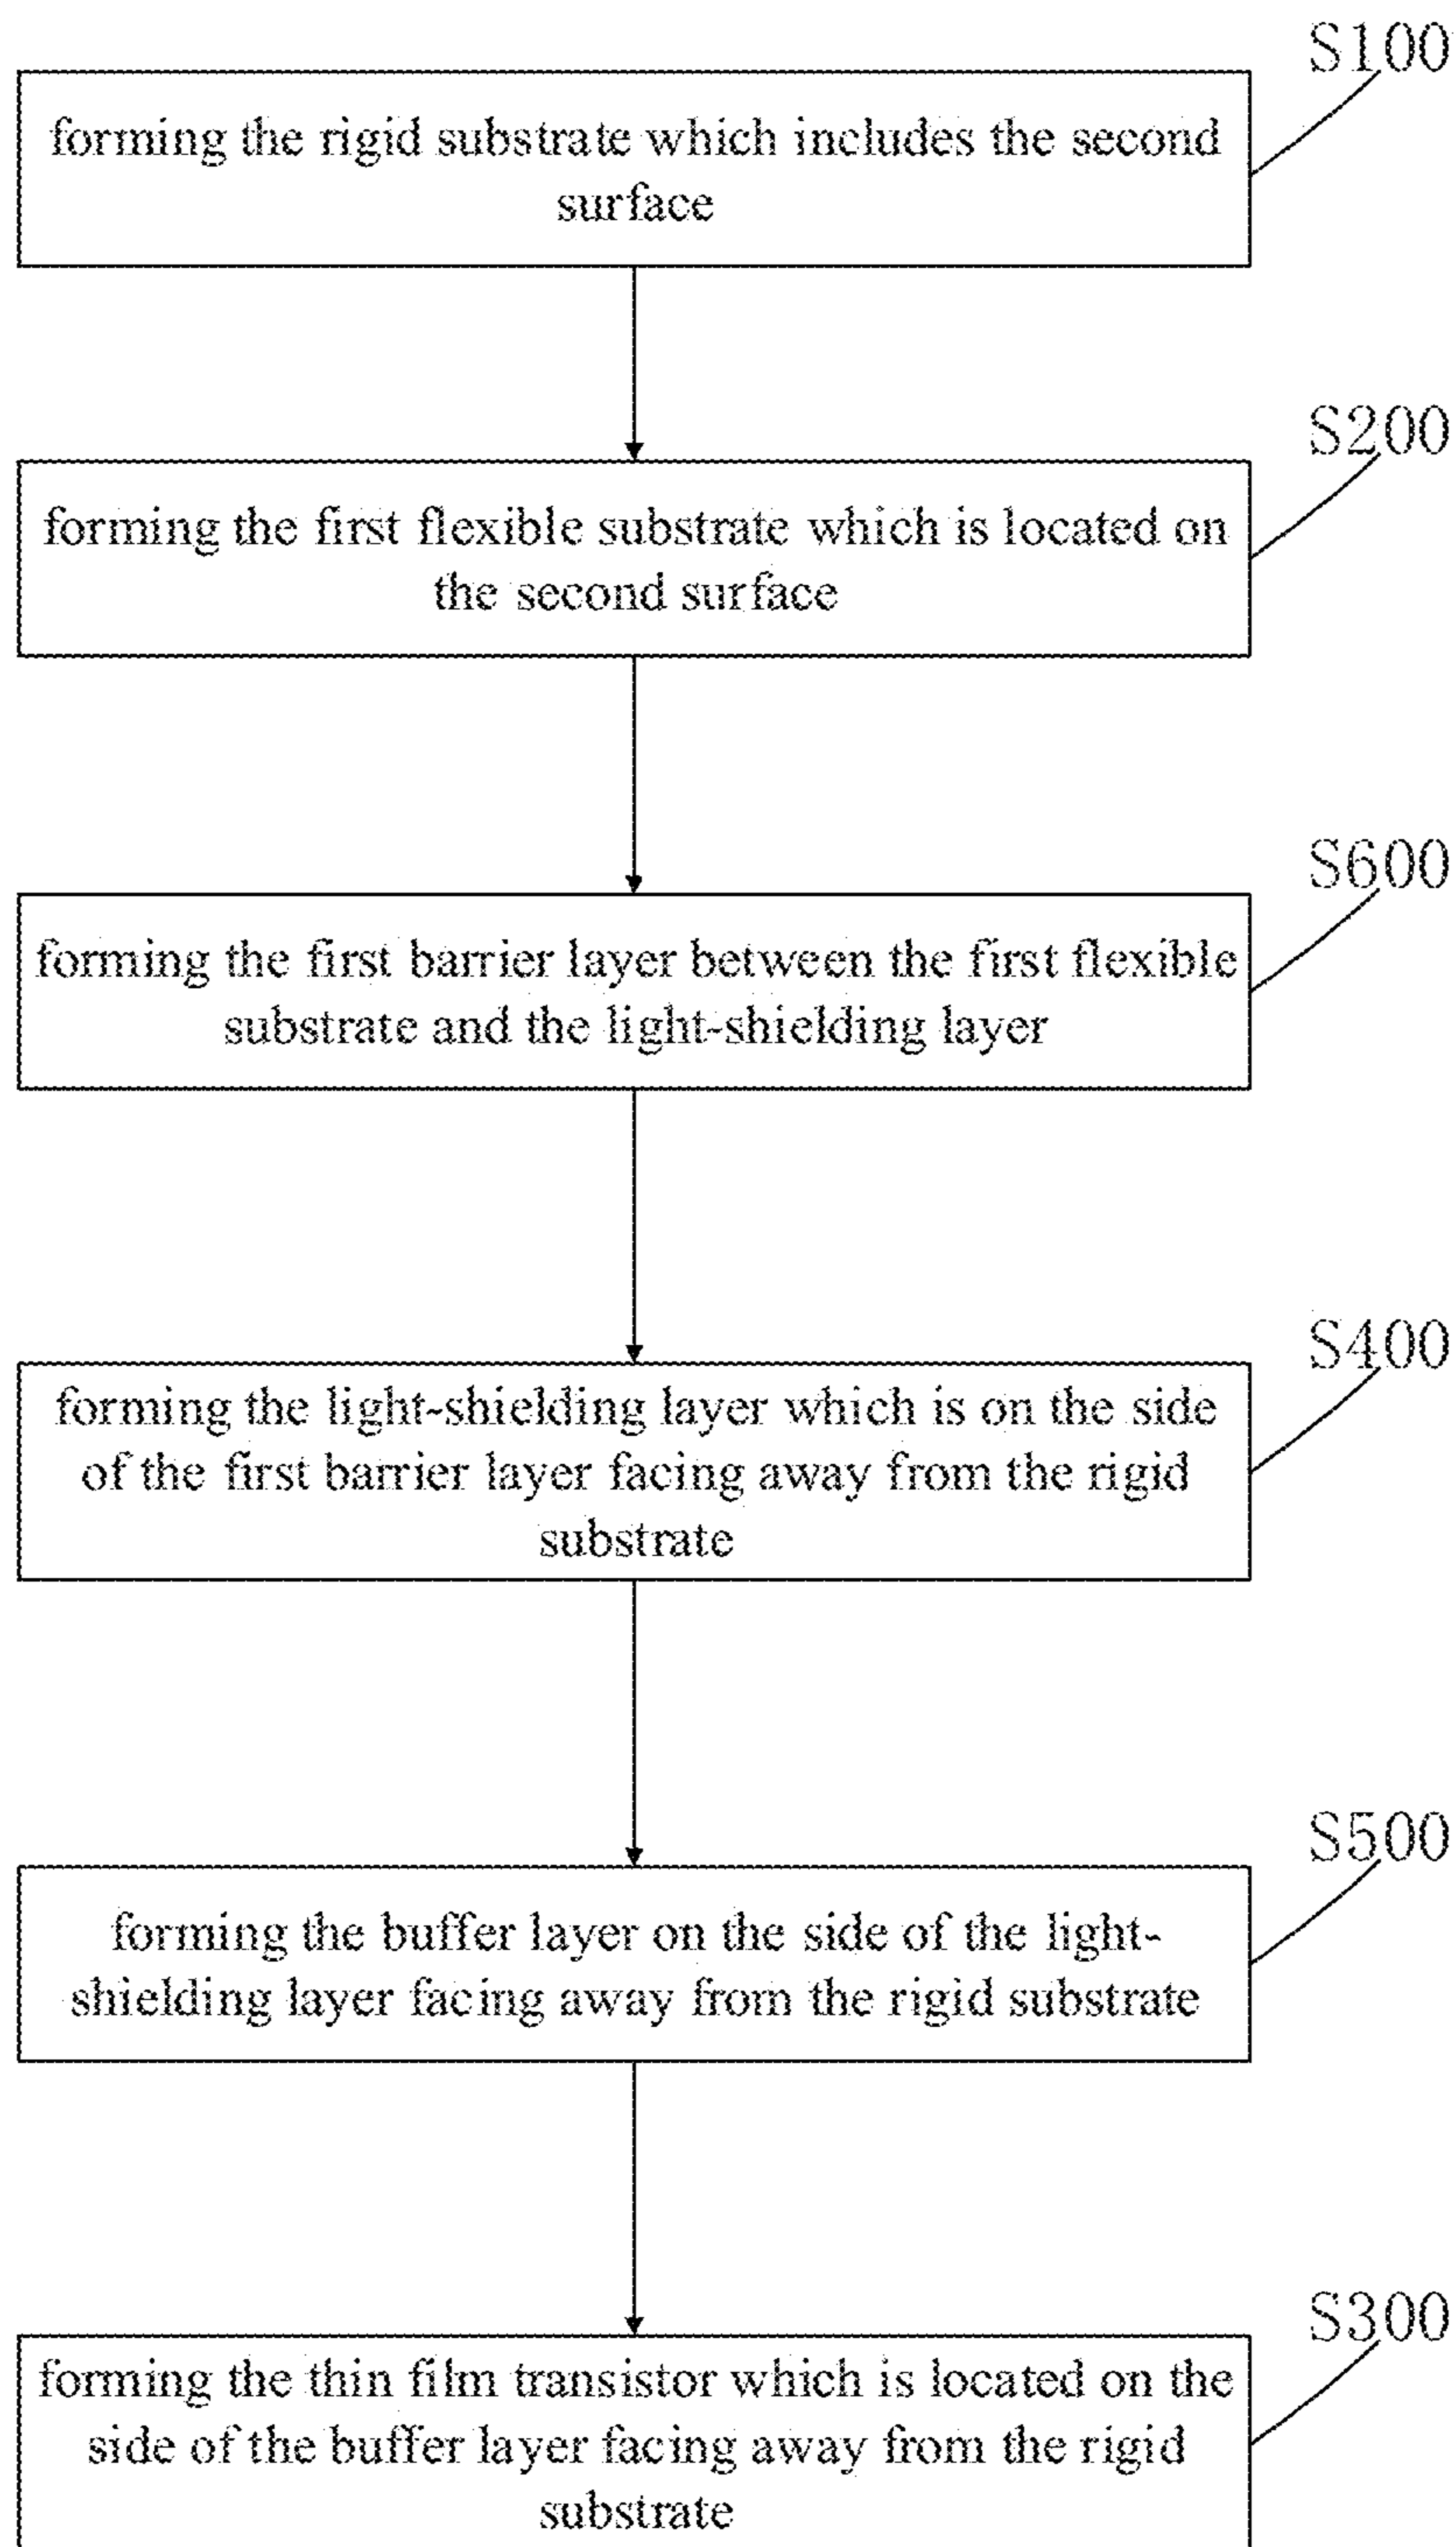 S100
forming the rigid substrate which includes the second
surface
S200
forming the first flexible substrate which is located on
the second surface
S600
forming the first barrier layer between the first flexible
substrate and the light-shielding layer
S400
forming the light-shielding layer which is on the side
of the first barrier layer facing away from the rigid
substrate
S500
forming the buffer layer on the side of the light-
shielding layer facing away from the rigid substrate
S300
forming the thin film transistor which is located on the
side of the buffer layer facing away from the rigid
substrate